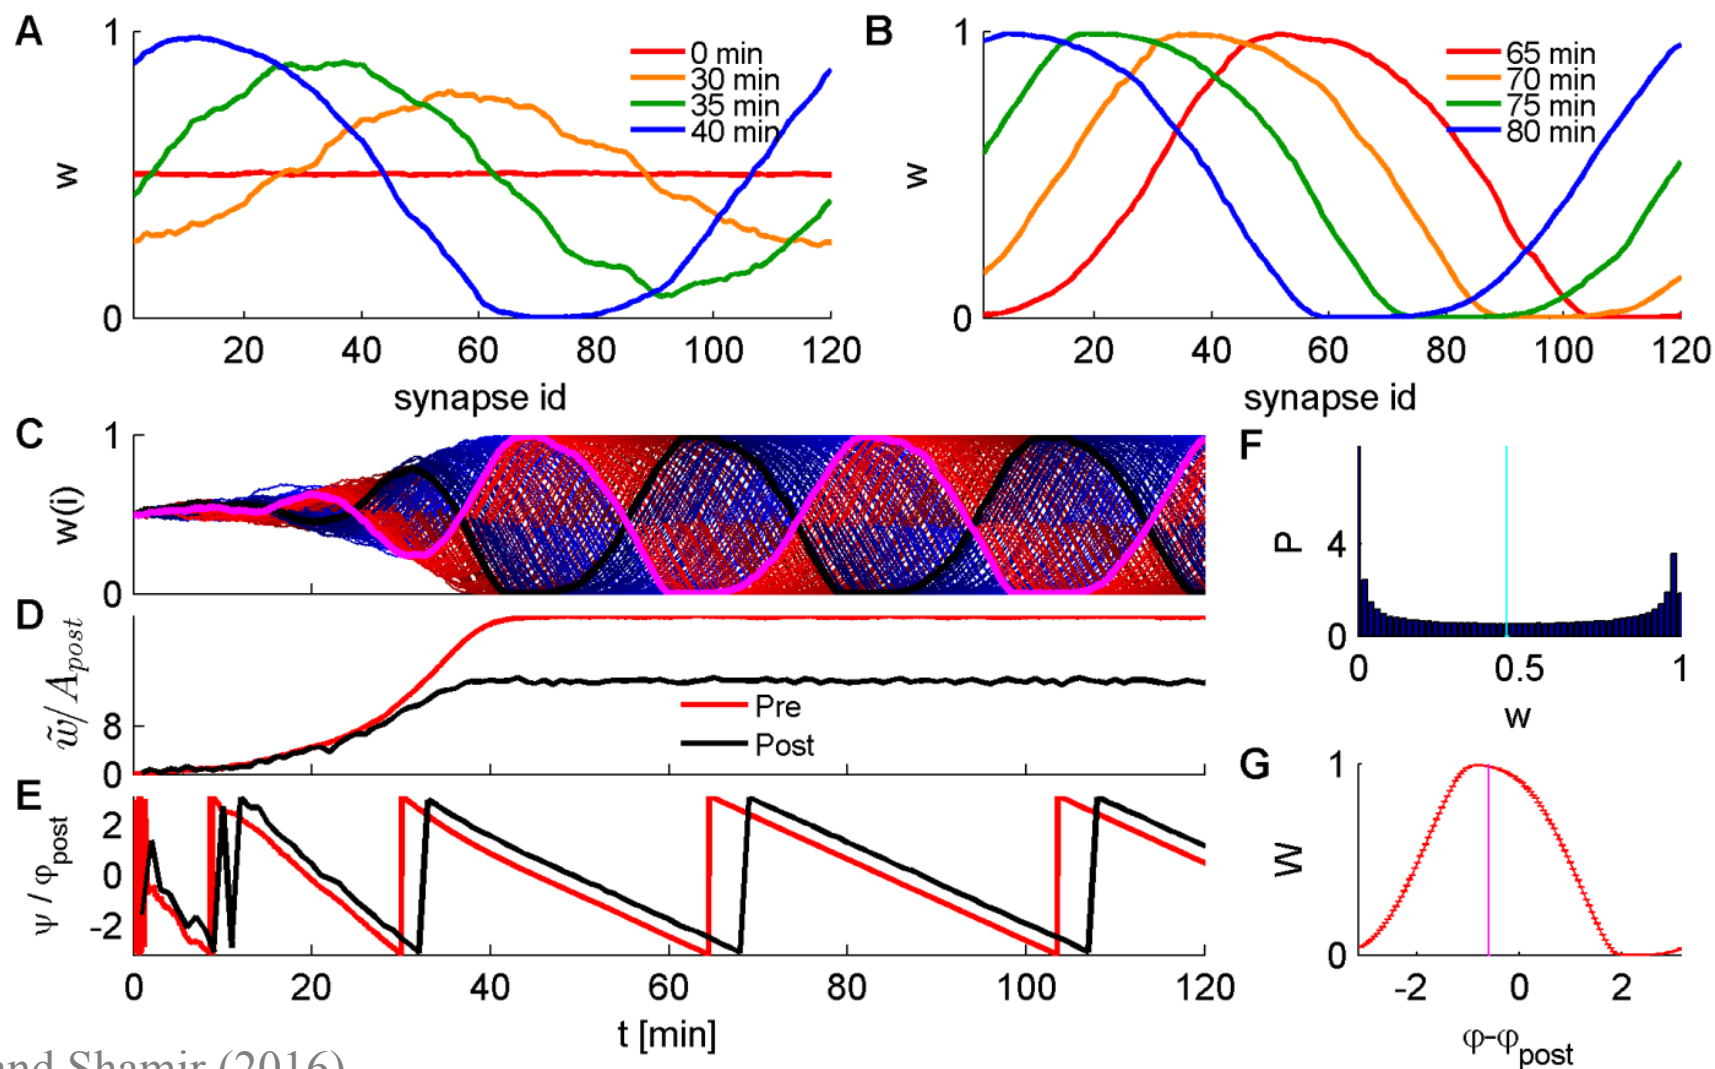 A
1
w
0
0 min
30 min
35 min
40 min
20 40 60 80 100 120
synapse id
B
1
w
0
65 min
70 min
75 min
80 min
20 40 60 80 100 120
synapse id
C
1
w(i)
0
D
w̃/ A_post
8
0
Pre
Post
E
2
0
-2
ψ / φ_post
0 20 40 60 80 100 120
t [min]
F
P
4
0
0 0.5 1
w
G
1
W
0
-2 0 2
φ-φ_post
and Shamir (2016)